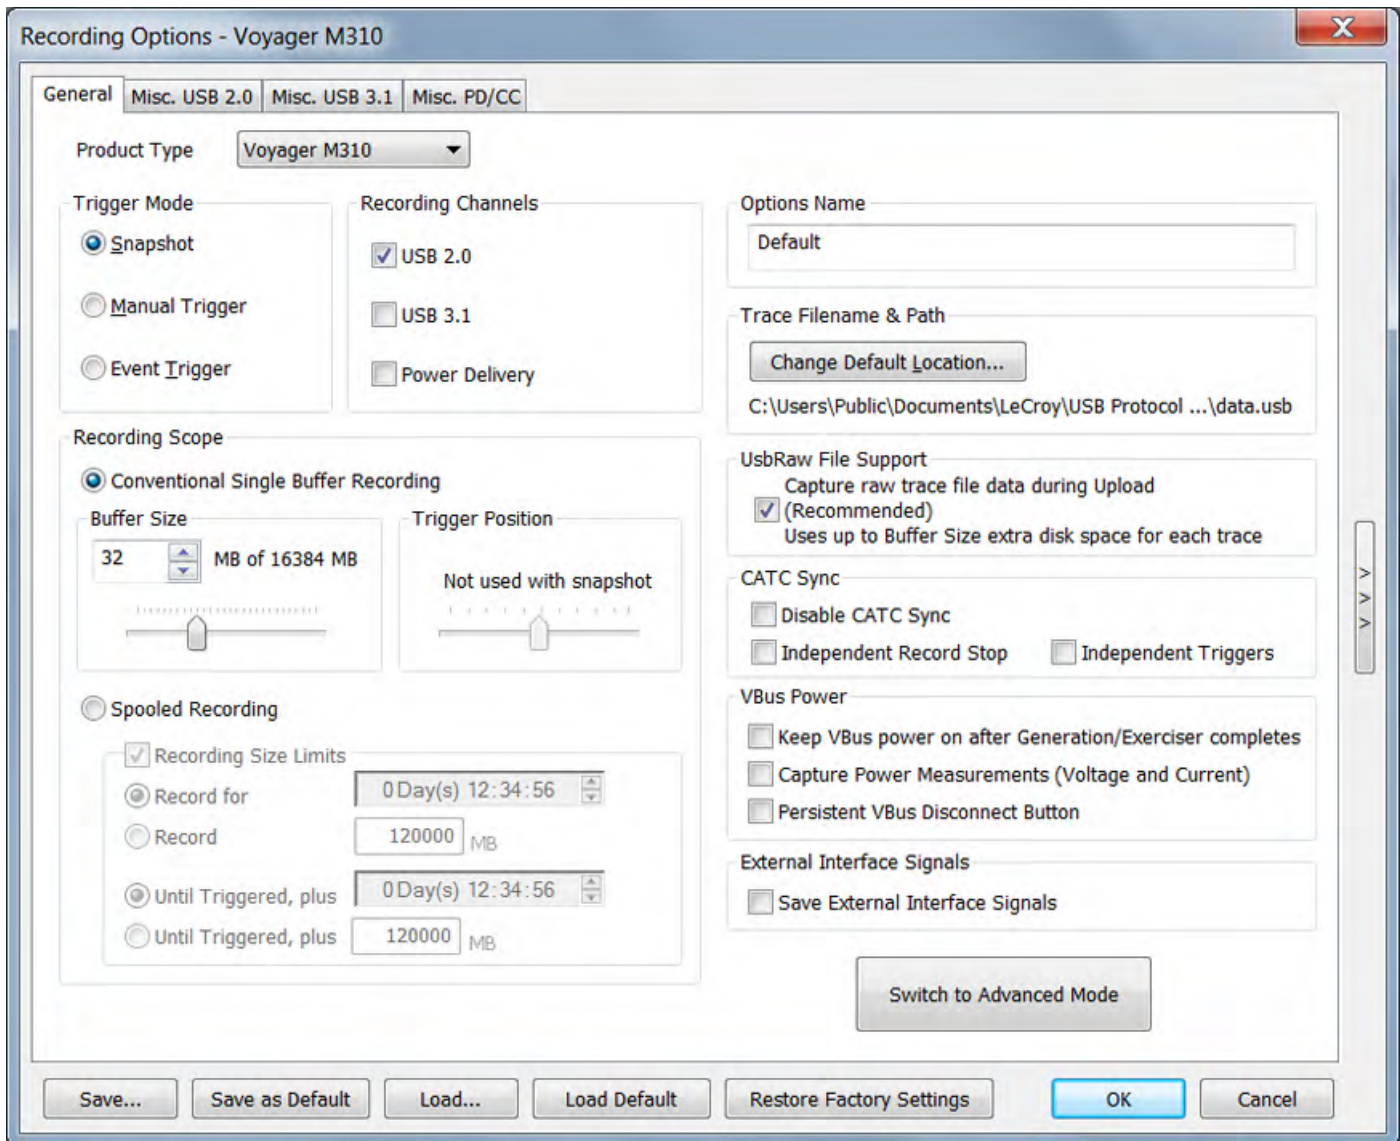 Recording Options - Voyager M310
General
Misc. USB 2.0
Misc. USB 3.1
Misc. PD/CC
Product Type
Voyager M310
Trigger Mode
Snapshot
Manual Trigger
Event Trigger
Recording Channels
USB 2.0
USB 3.1
Power Delivery
Recording Scope
Conventional Single Buffer Recording
Buffer Size
32 MB of 16384 MB
Trigger Position
Not used with snapshot
Spooled Recording
Recording Size Limits
Record for 0 Day(s) 12:34:56
Record 120000 MB
Until Triggered, plus 0 Day(s) 12:34:56
Until Triggered, plus 120000 MB
Options Name
Default
Trace Filename & Path
Change Default Location...
C:\Users\Public\Documents\LeCroy\USB Protocol ...\data.usb
UsbRaw File Support
Capture raw trace file data during Upload
(Recommended)
Uses up to Buffer Size extra disk space for each trace
CATC Sync
Disable CATC Sync
Independent Record Stop
Independent Triggers
VBus Power
Keep VBus power on after Generation/Exerciser completes
Capture Power Measurements (Voltage and Current)
Persistent VBus Disconnect Button
External Interface Signals
Save External Interface Signals
Switch to Advanced Mode
>
>
>
Save...
Save as Default
Load...
Load Default
Restore Factory Settings
OK
Cancel